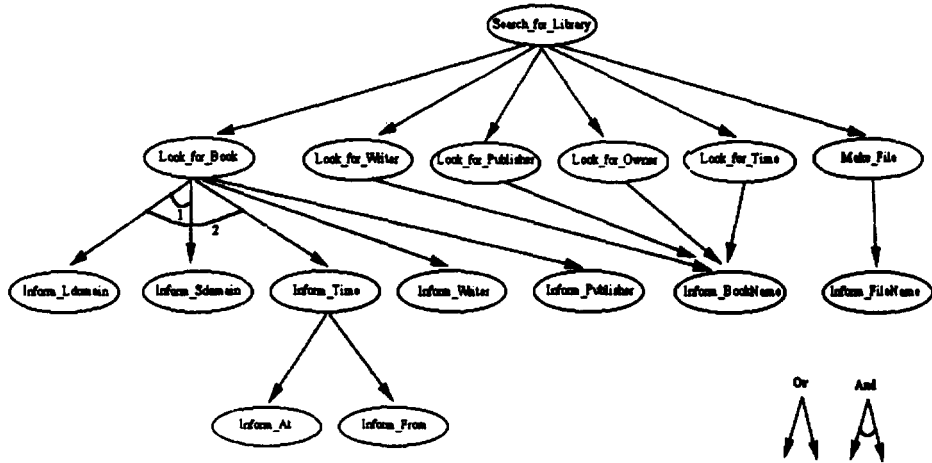 Search_for_Library
Look_for_Book
Look_for_Writer
Look_for_Publisher
Look_for_Owner
Look_for_Time
Make_File
1
2
Inform_Ldomain
Inform_Sdomain
Inform_Time
Inform_Writer
Inform_Publisher
Inform_BookName
Inform_FileName
Or
And
Inform_At
Inform_From